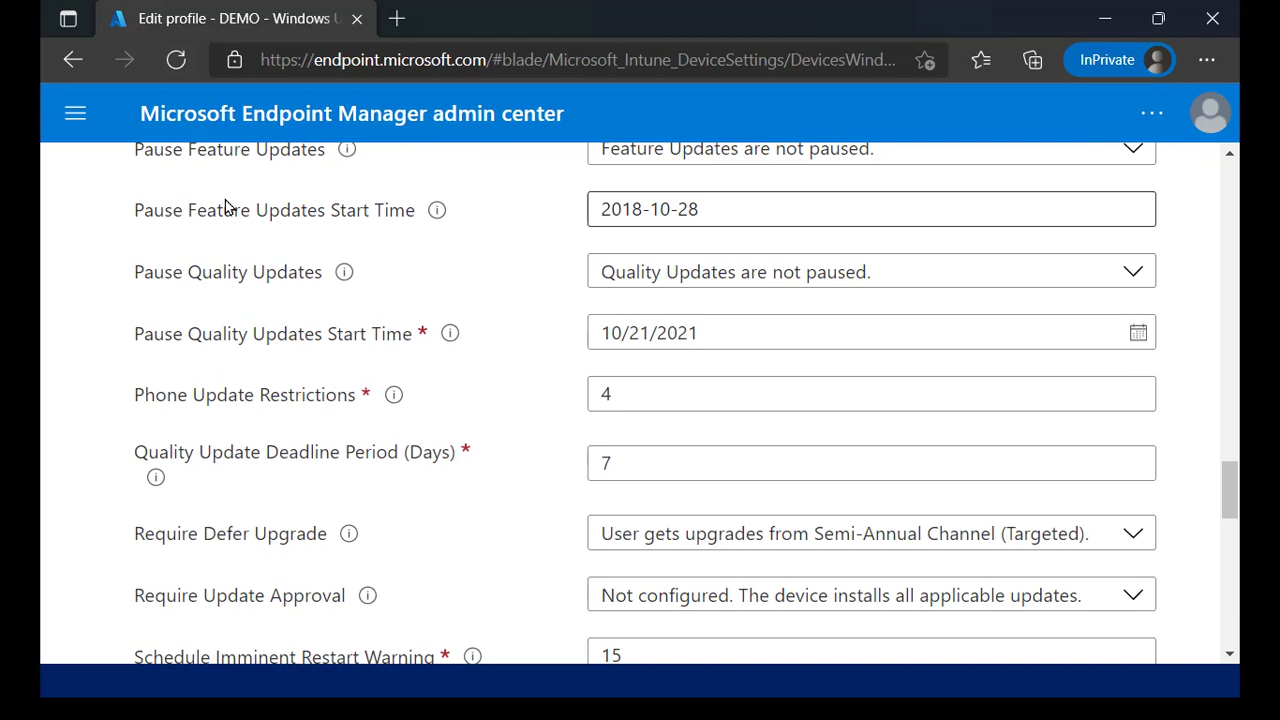 Edit profile - DEMO - Windows U
https://endpoint.microsoft.com/#blade/Microsoft_Intune_DeviceSettings/DevicesWind...
InPrivate
Microsoft Endpoint Manager admin center
Pause Feature Updates
Feature Updates are not paused.
Pause Feature Updates Start Time
2018-10-28
Pause Quality Updates
Quality Updates are not paused.
Pause Quality Updates Start Time *
10/21/2021
Phone Update Restrictions *
4
Quality Update Deadline Period (Days) *
7
Require Defer Upgrade
User gets upgrades from Semi-Annual Channel (Targeted).
Require Update Approval
Not configured. The device installs all applicable updates.
Schedule Imminent Restart Warning *
15